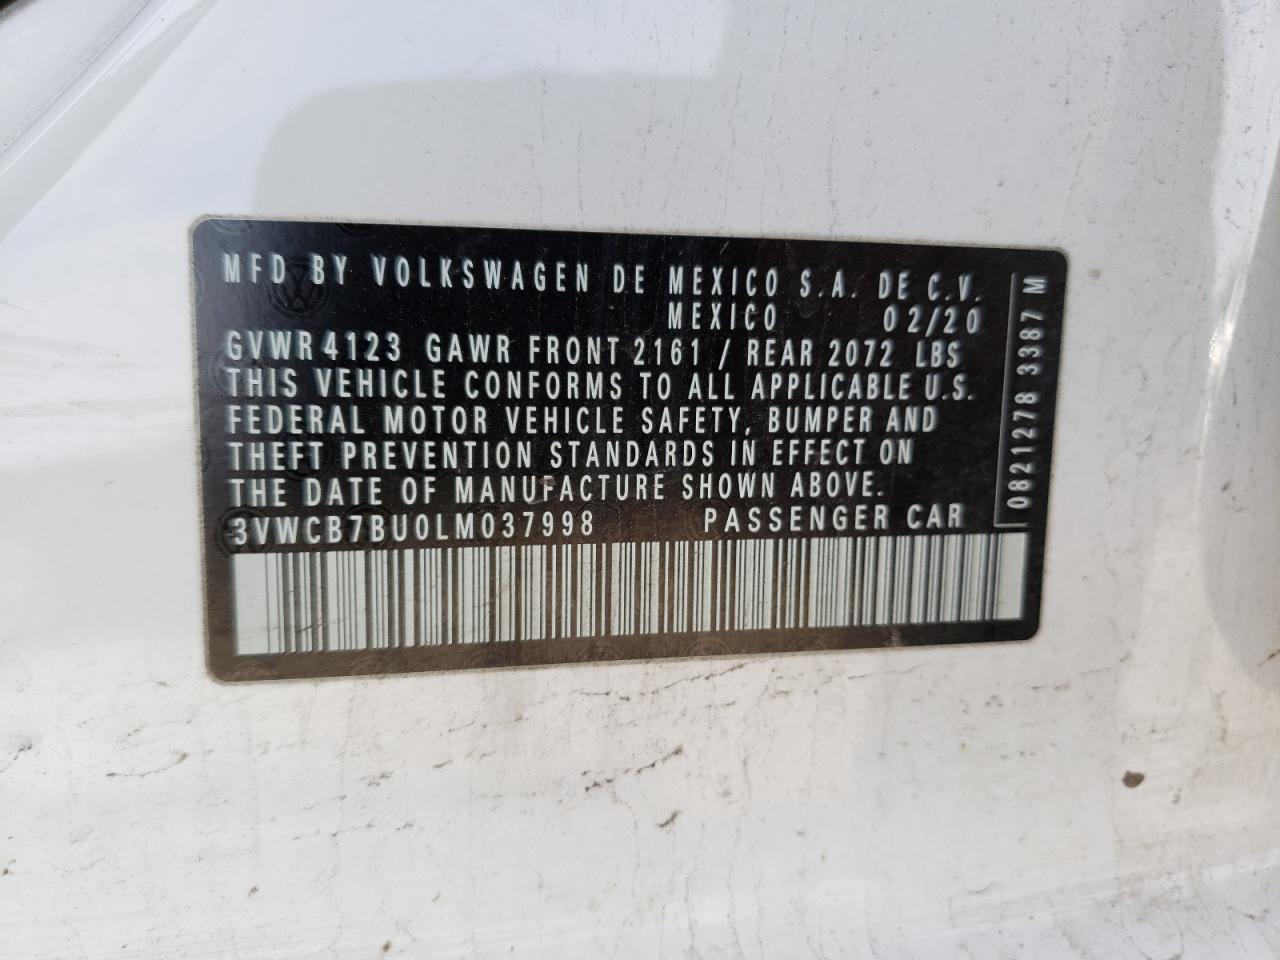 MFD BY VOLKSWAGEN DE MEXICO S.A. DE C.V.
MEXICO 02/20
GVWR 4123 GAWR FRONT 2161 / REAR 2072 LBS
THIS VEHICLE CONFORMS TO ALL APPLICABLE U.S.
FEDERAL MOTOR VEHICLE SAFETY, BUMPER AND
THEFT PREVENTION STANDARDS IN EFFECT ON
THE DATE OF MANUFACTURE SHOWN ABOVE.
3VWCB7BU0LM037998 PASSENGER CAR
0821278 3387 M